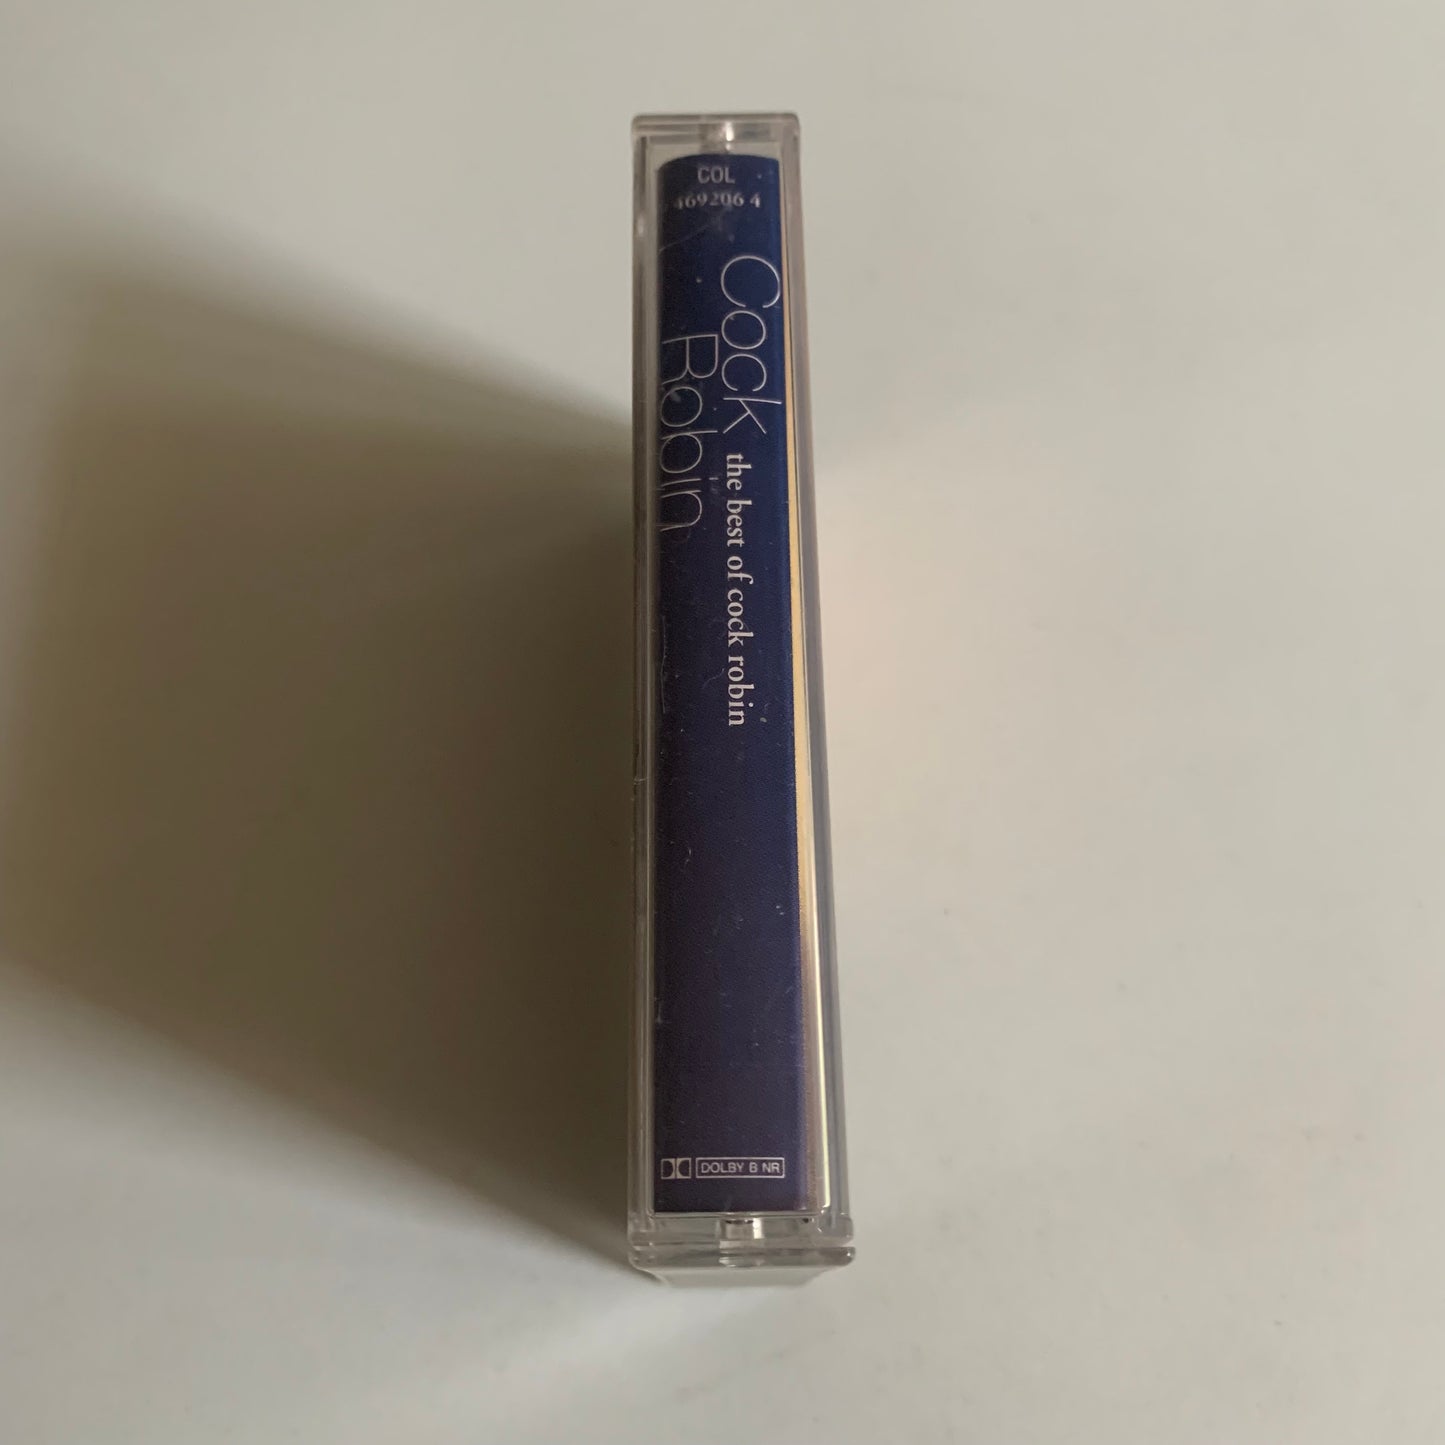 COL
469206 4
Cock
Robin
the best of cock robin
DOLBY B NR